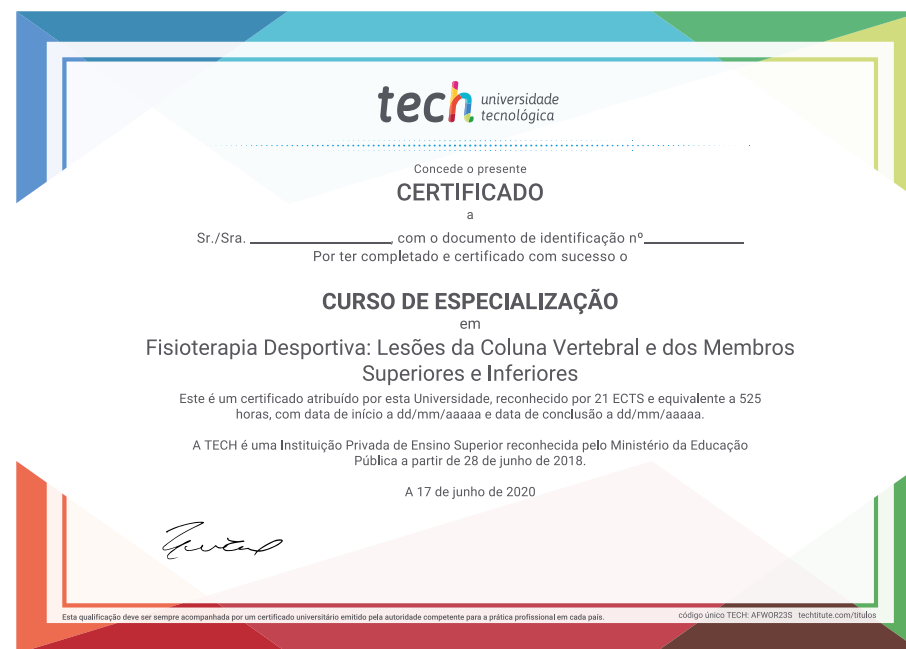 tech universidade
tecnológica
Concede o presente
CERTIFICADO
a
Sr./Sra. ____________________, com o documento de identificação nº______________
Por ter completado e certificado com sucesso o
CURSO DE ESPECIALIZAÇÃO
em
Fisioterapia Desportiva: Lesões da Coluna Vertebral e dos Membros
Superiores e Inferiores
Este é um certificado atribuído por esta Universidade, reconhecido por 21 ECTS e equivalente a 525
horas, com data de início a dd/mm/aaaaa e data de conclusão a dd/mm/aaaaa.
A TECH é uma Instituição Privada de Ensino Superior reconhecida pelo Ministério da Educação
Pública a partir de 28 de junho de 2018.
A 17 de junho de 2020
Esta qualificação deve ser sempre acompanhada por um certificado universitário emitido pela autoridade competente para a prática profissional em cada país.
código único TECH: AFWOR23S techtitute.com/titulos